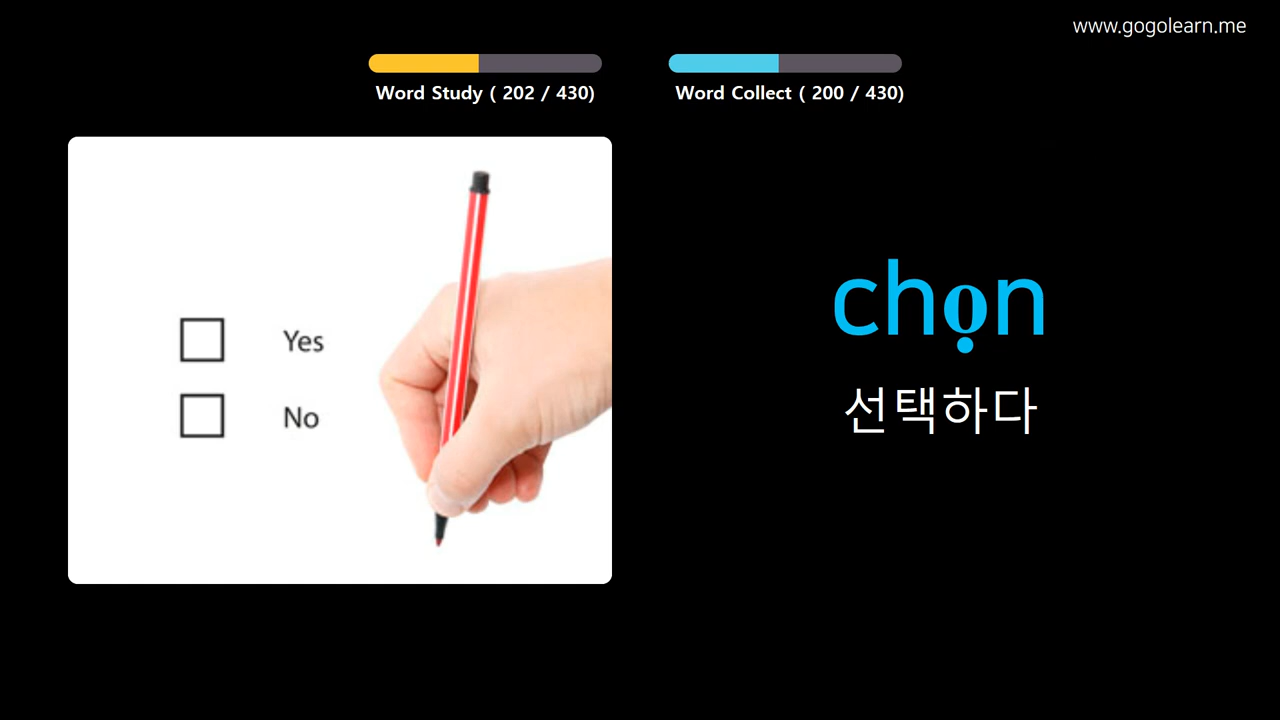 www.gogolearn.me
Word Study ( 202 / 430)
Word Collect ( 200 / 430)
Yes
No
chọn
선택하다